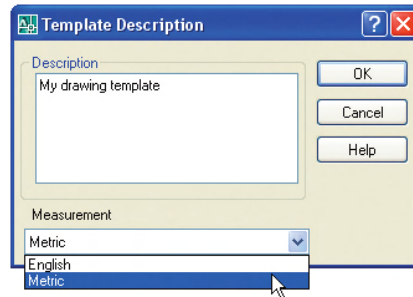 Template Description
Description
My drawing template
OK
Cancel
Help
Measurement
Metric
English
Metric